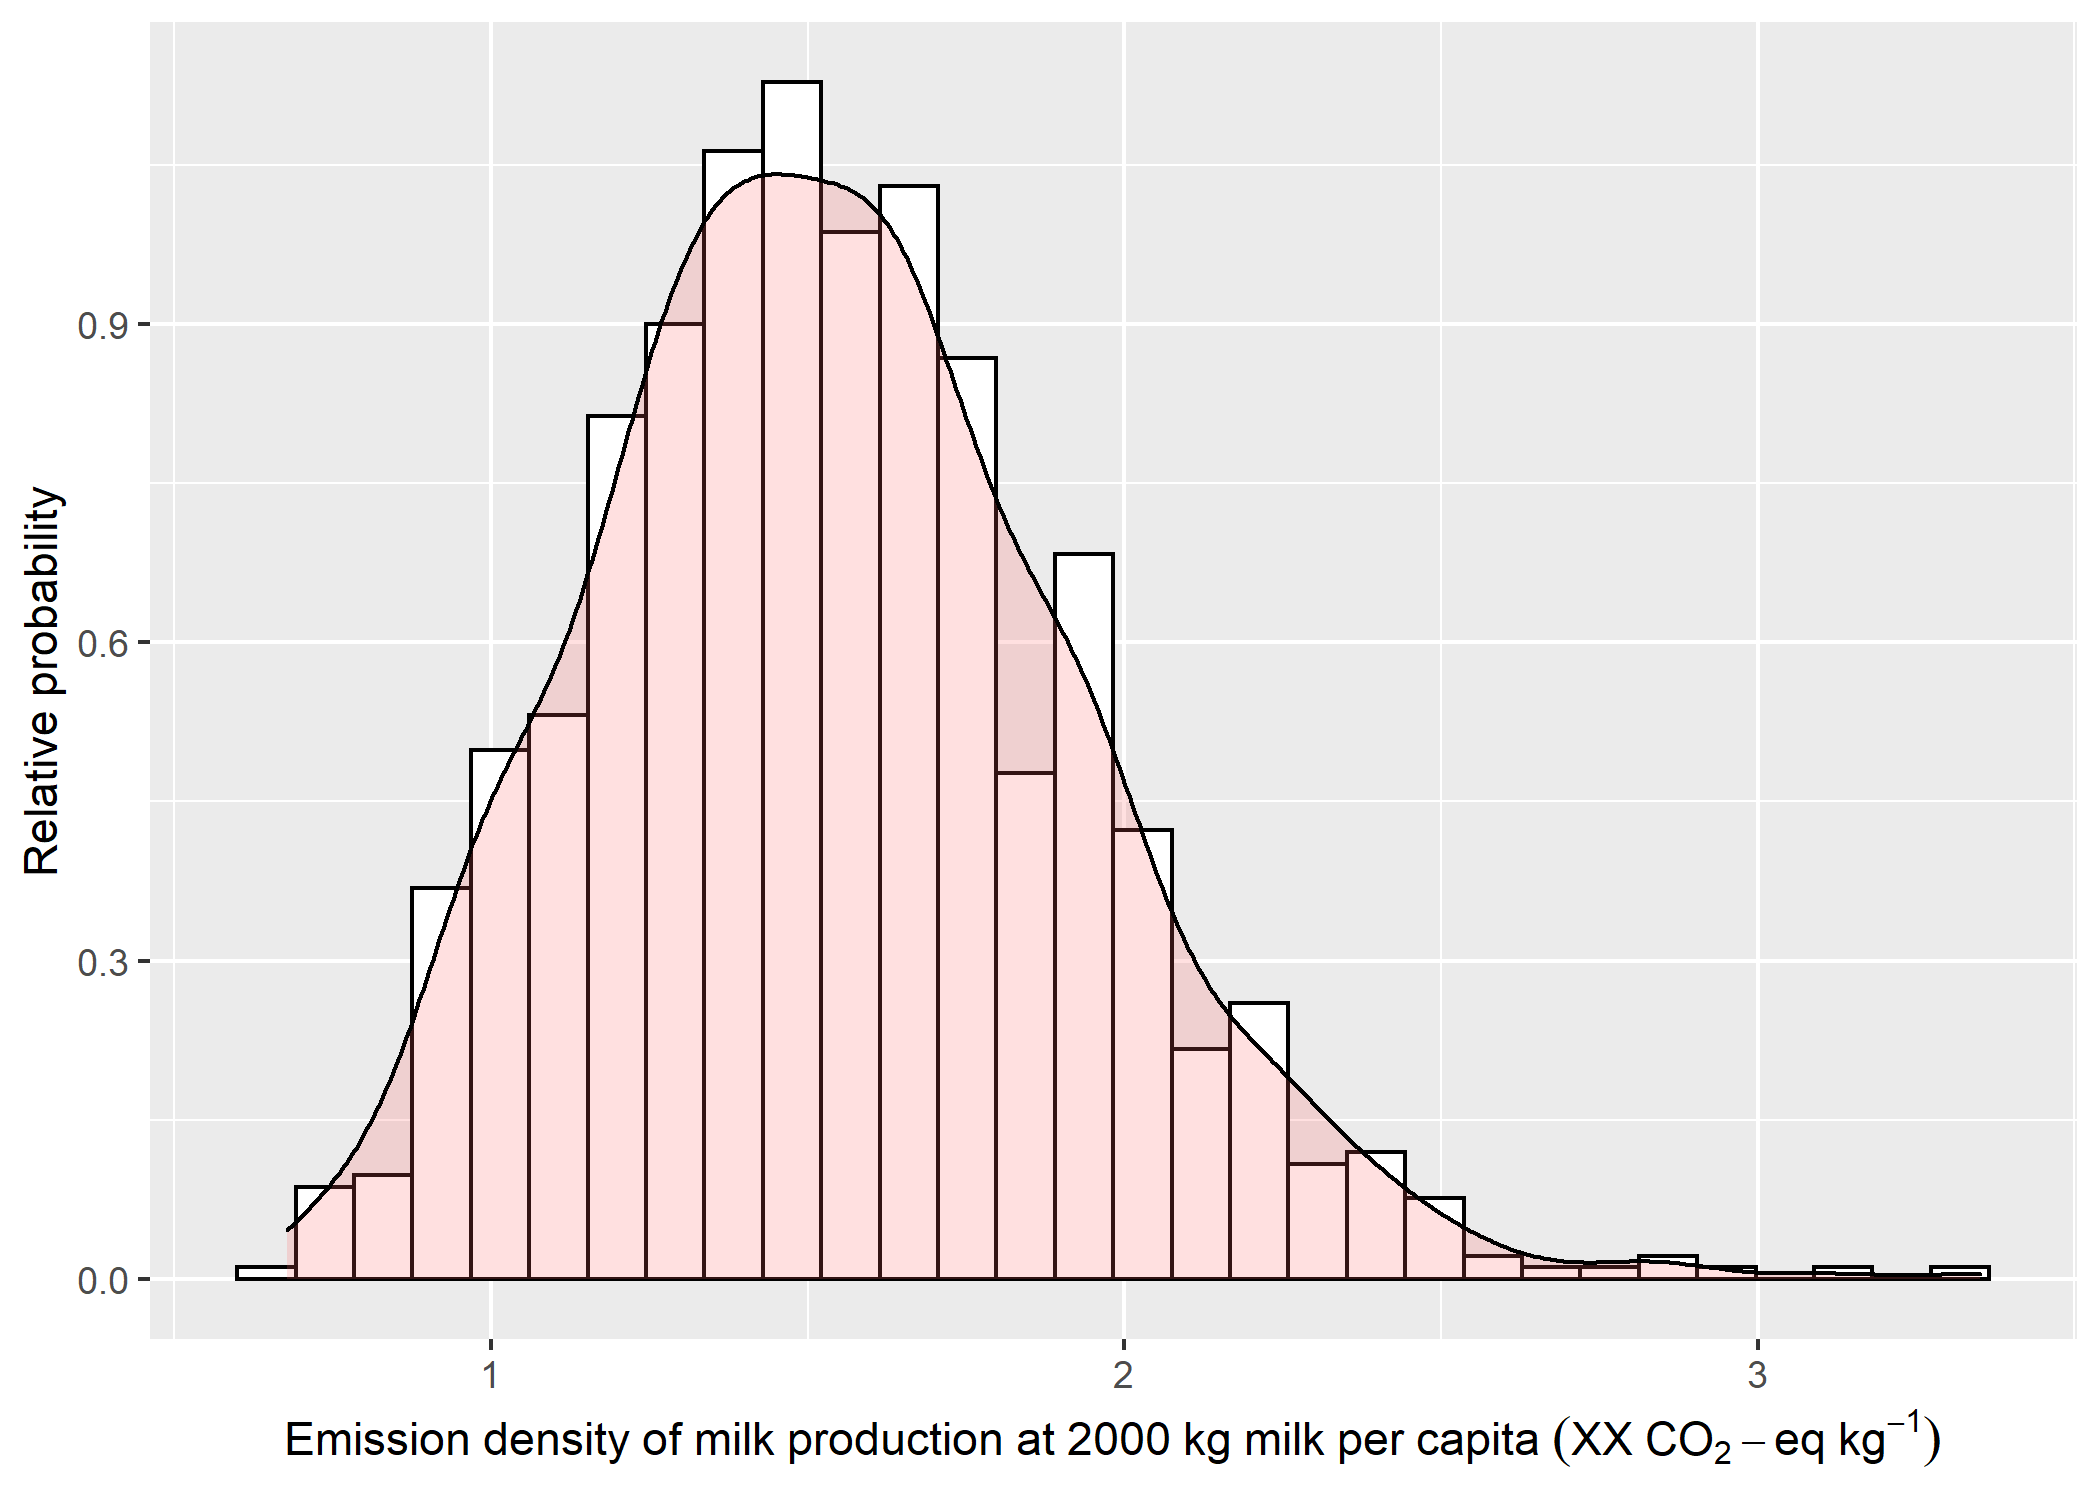 Relative probability
0.9
0.6
0.3
0.0
1 2 3
Emission density of milk production at 2000 kg milk per capita (XX CO₂−eq kg⁻¹)